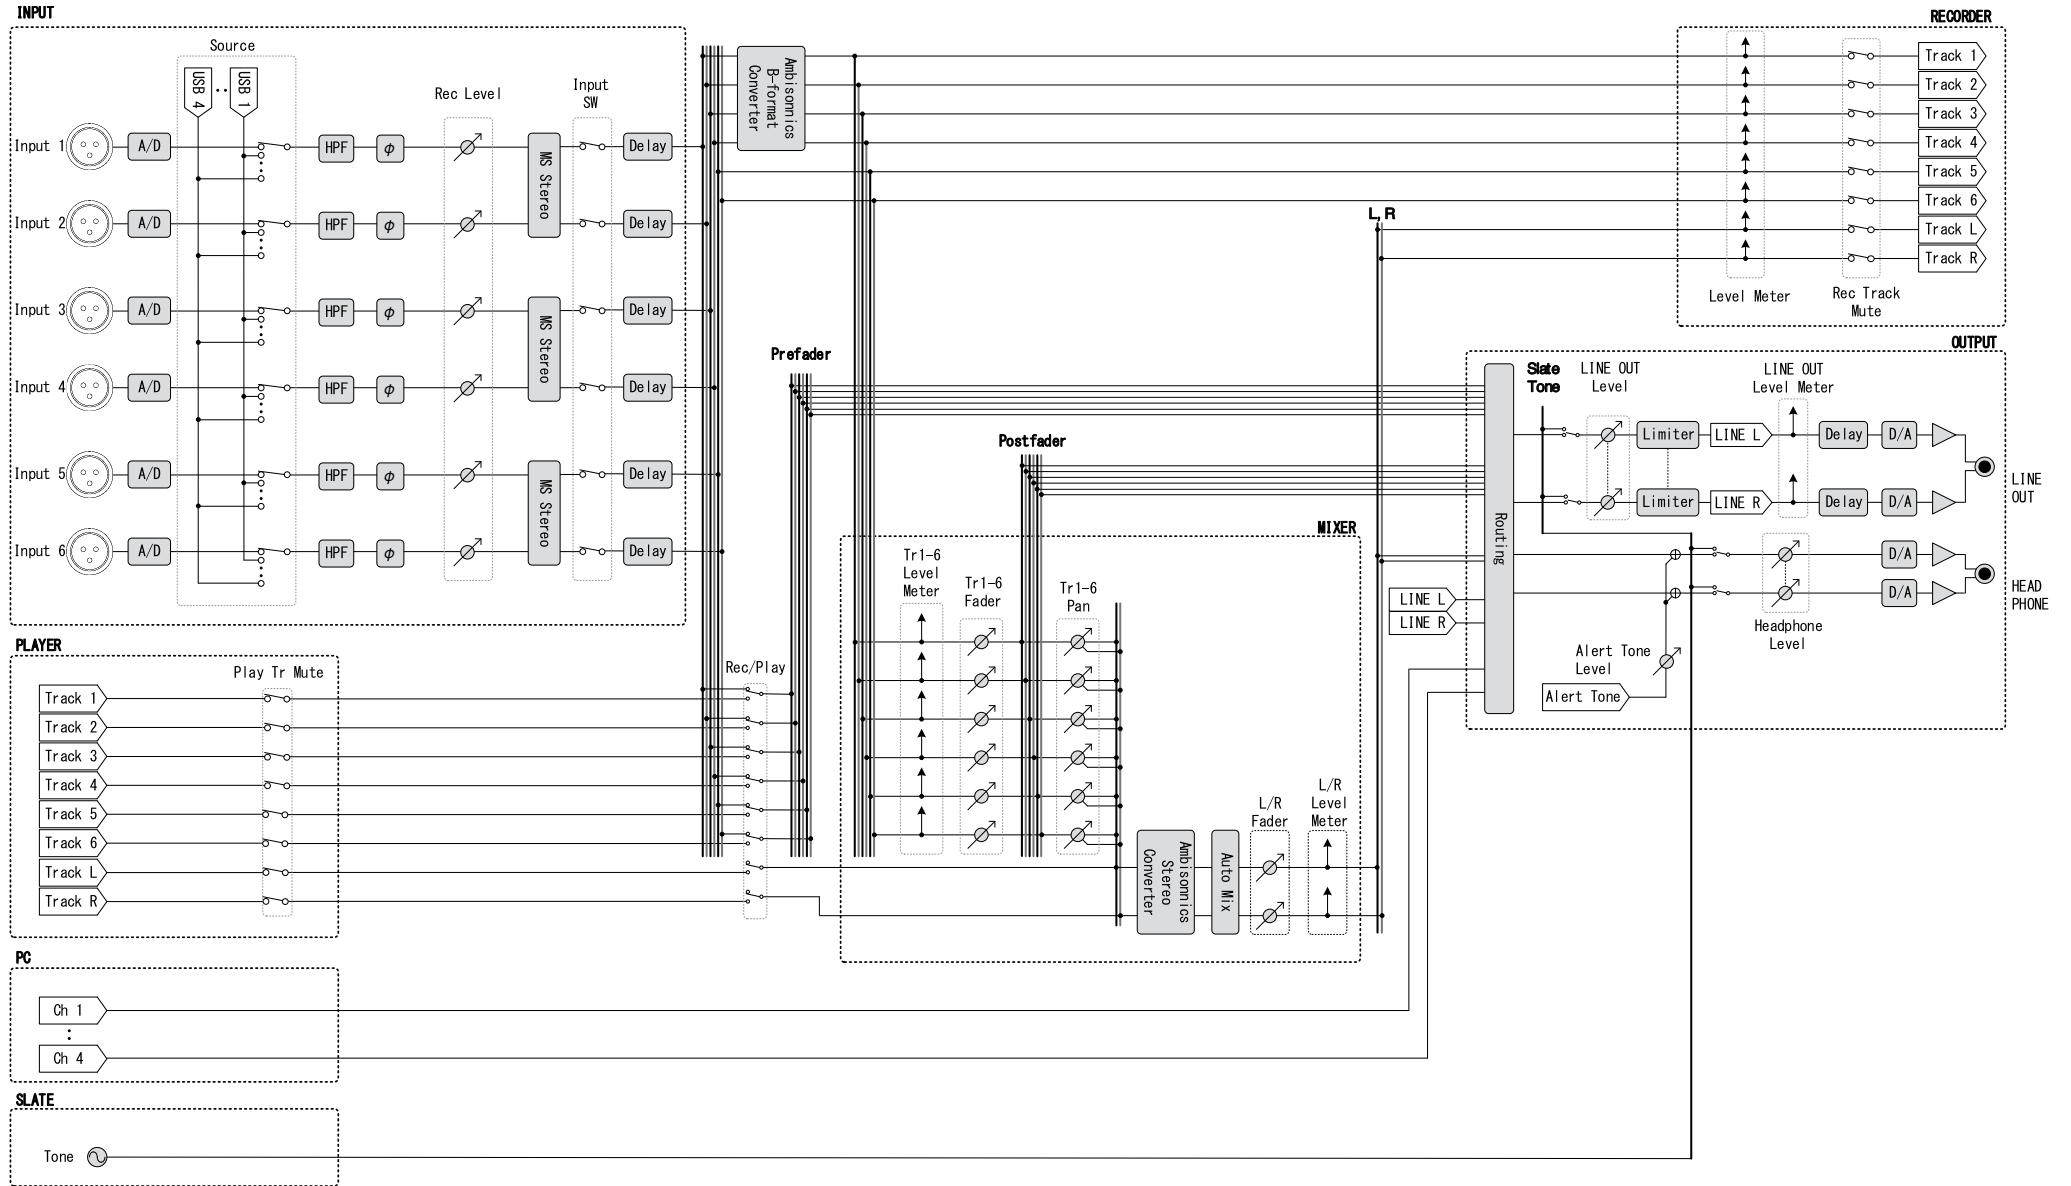 INPUT
Source
USB 4
USB 1
Rec Level
Input
SW
Input 1
A/D
HPF
φ
MS Stereo
Delay
Input 2
A/D
HPF
φ
Delay
Input 3
A/D
HPF
φ
MS Stereo
Delay
Input 4
A/D
HPF
φ
Delay
Input 5
A/D
HPF
φ
MS Stereo
Delay
Input 6
A/D
HPF
φ
Delay
Ambisonnics
B-format
Converter
RECORDER
Track 1
Track 2
Track 3
Track 4
Track 5
Track 6
Track L
Track R
Level Meter
Rec Track
Mute
L,R
Prefader
Postfader
OUTPUT
Routing
Slate
Tone
LINE OUT
Level
LINE OUT
Level Meter
Limiter
LINE L
Delay
D/A
Limiter
LINE R
Delay
D/A
LINE
OUT
D/A
D/A
HEAD
PHONE
LINE L
LINE R
Headphone
Level
Alert Tone
Level
Alert Tone
MIXER
Tr1-6
Level
Meter
Tr1-6
Fader
Tr1-6
Pan
Ambisonnics
Stereo
Converter
Auto Mix
L/R
Fader
L/R
Level
Meter
PLAYER
Play Tr Mute
Rec/Play
Track 1
Track 2
Track 3
Track 4
Track 5
Track 6
Track L
Track R
PC
Ch 1
Ch 4
SLATE
Tone